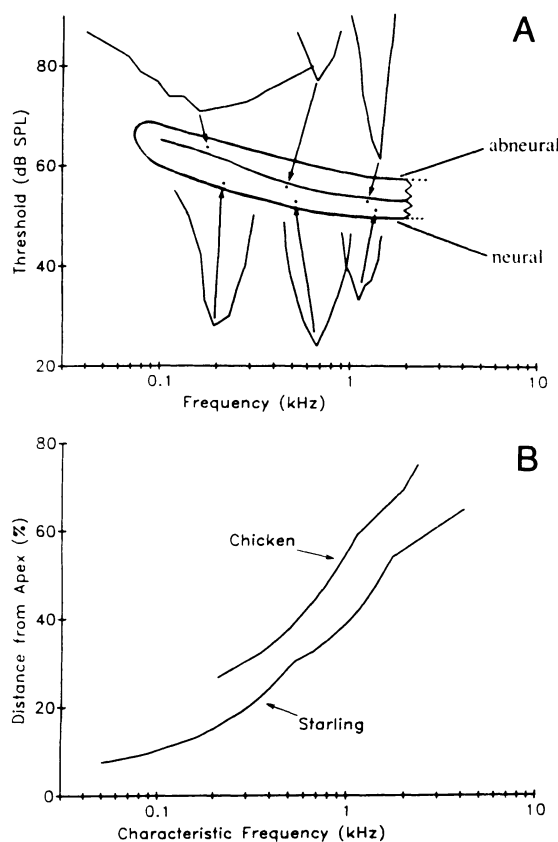 A
80
60
40
20
Threshold (dB SPL)
abneural
neural
0.1
1
10
Frequency (kHz)
B
80
60
40
20
0
Distance from Apex (%)
Chicken
Starling
0.1
1
10
Characteristic Frequency (kHz)